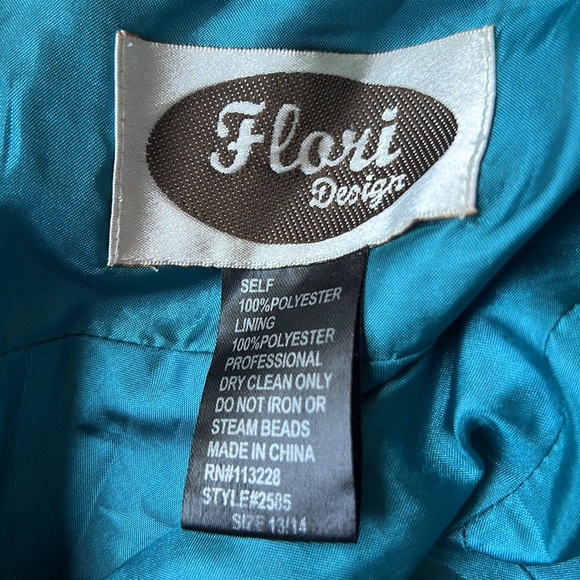 Flori
Design
SELF
100%POLYESTER
LINING
100%POLYESTER
PROFESSIONAL
DRY CLEAN ONLY
DO NOT IRON OR
STEAM BEADS
MADE IN CHINA
RN#113228
STYLE#2585
SIZE 13/14